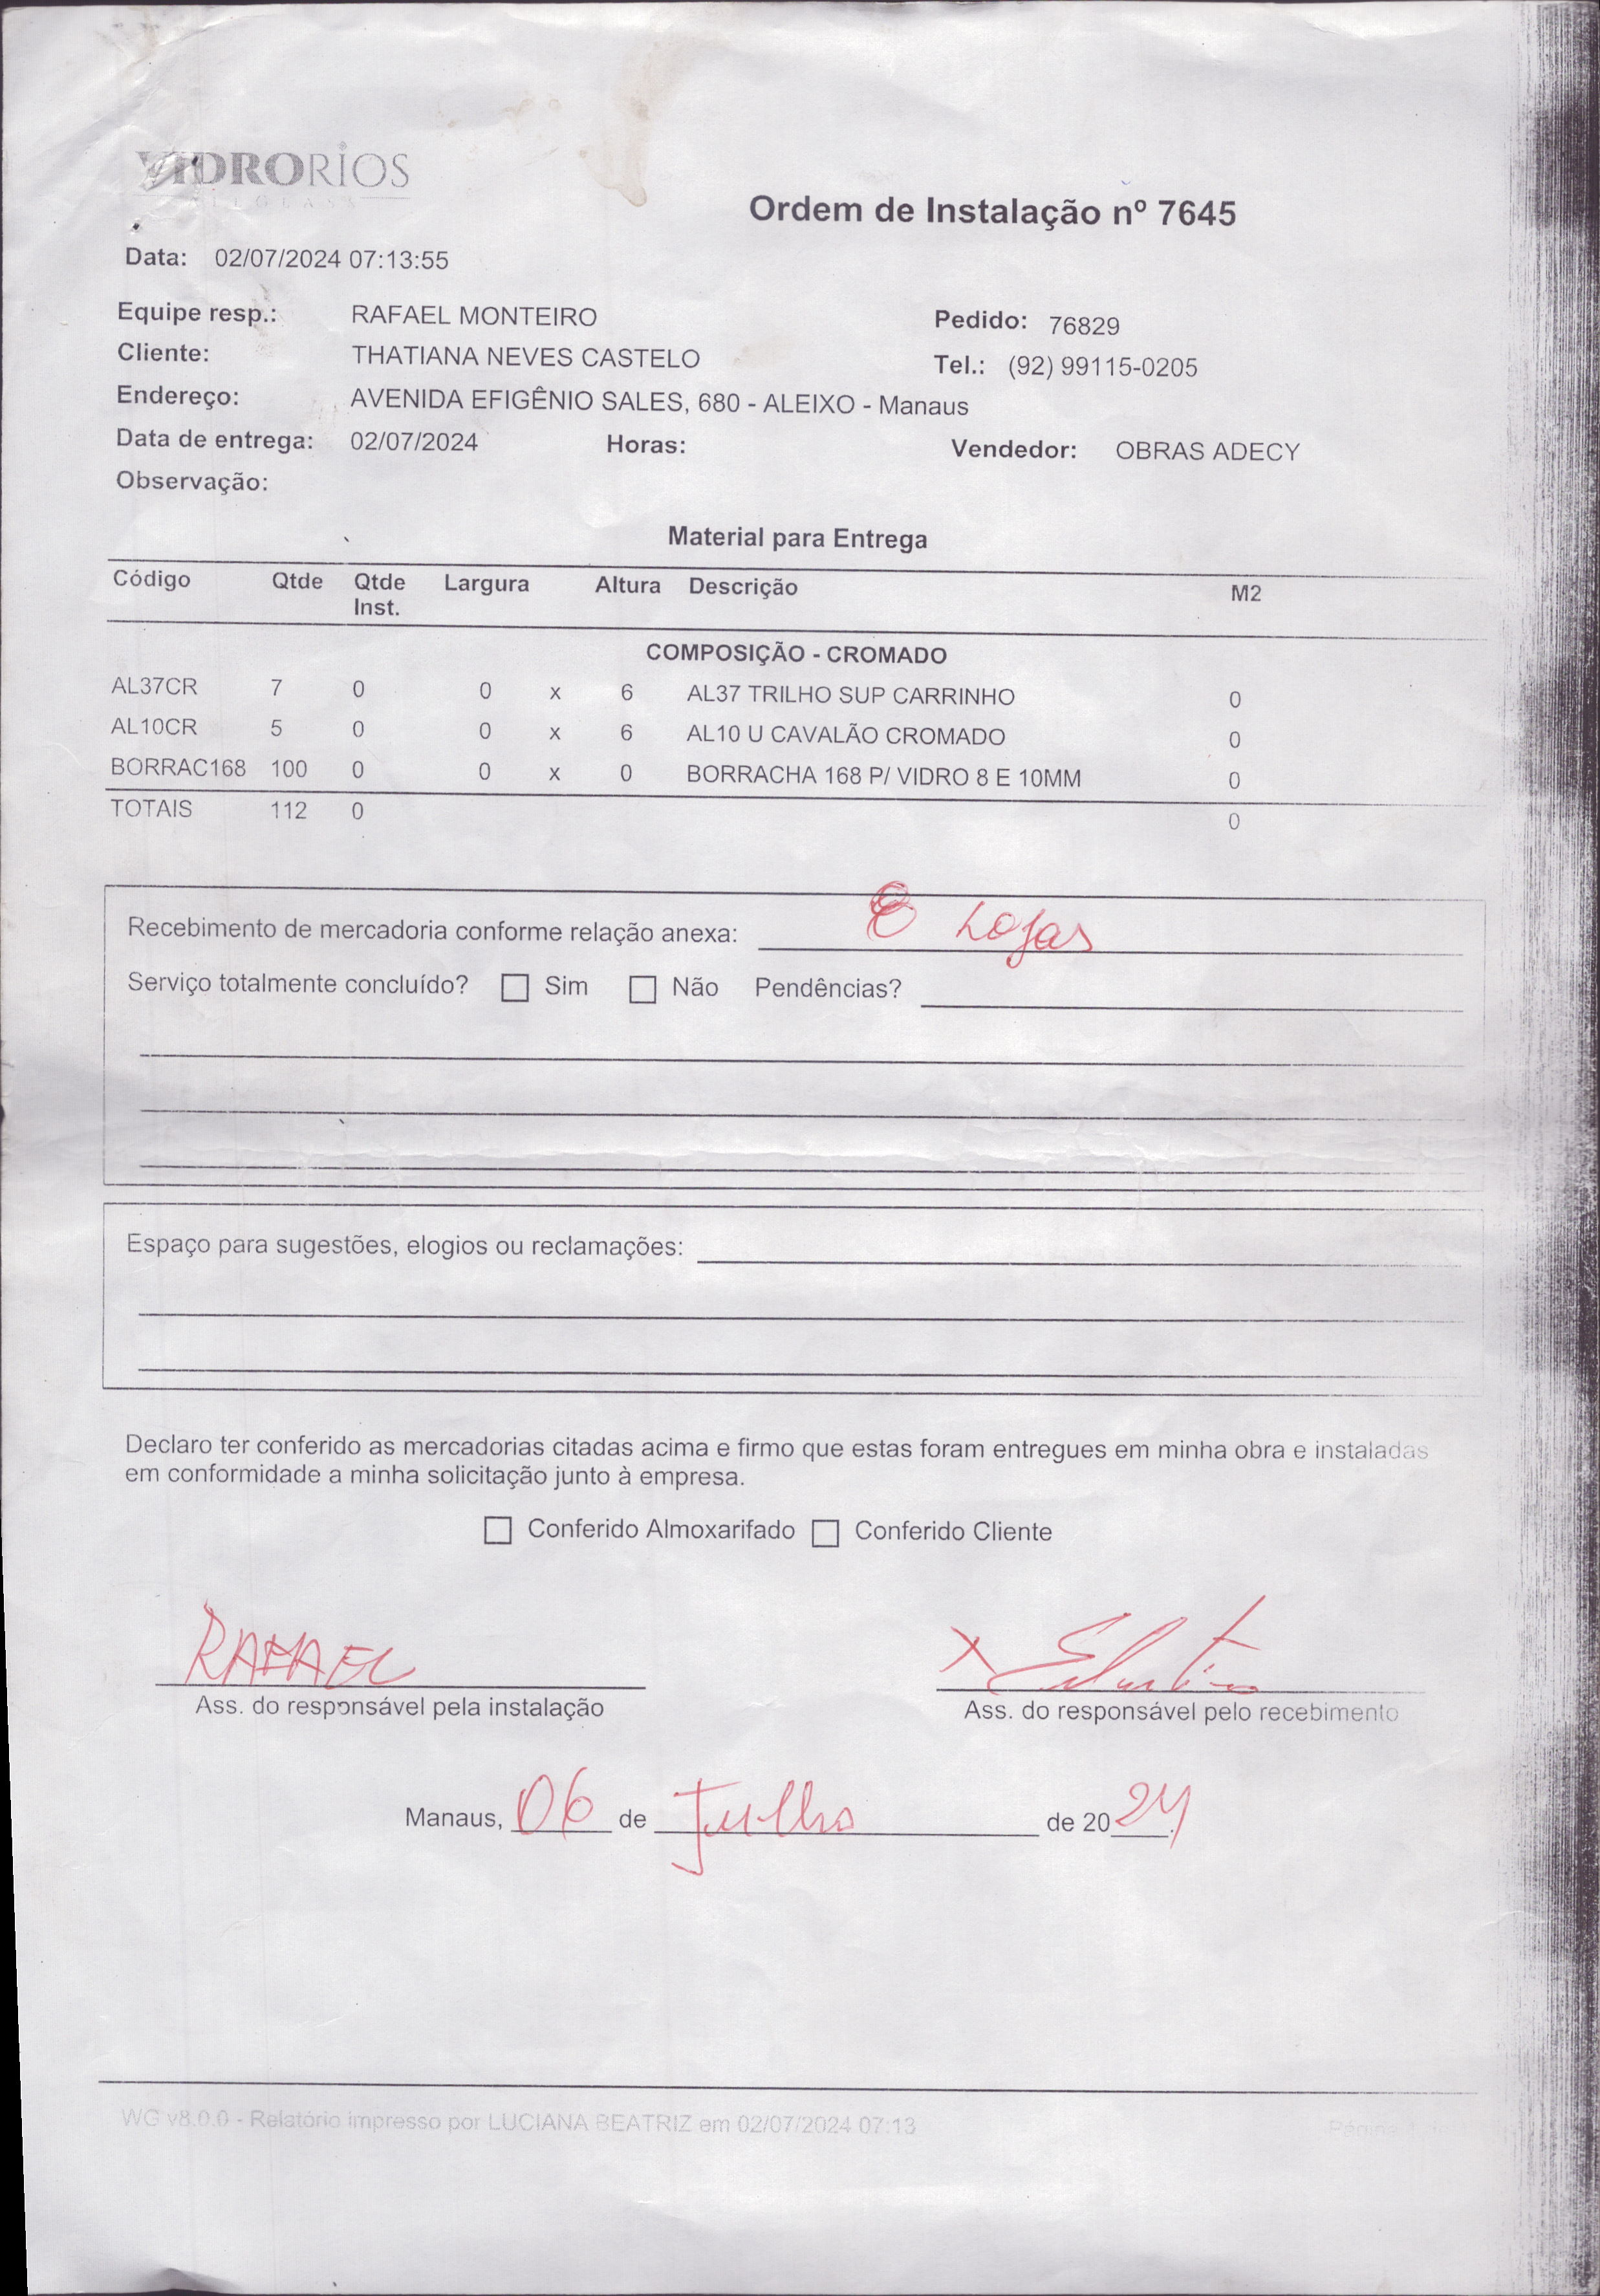 VIDRORIOS
ALLGLASS
Ordem de Instalação nº 7645
Data: 02/07/2024 07:13:55
Equipe resp.: RAFAEL MONTEIRO Pedido: 76829
Cliente: THATIANA NEVES CASTELO Tel.: (92) 99115-0205
Endereço: AVENIDA EFIGÊNIO SALES, 680 - ALEIXO - Manaus
Data de entrega: 02/07/2024 Horas: Vendedor: OBRAS ADECY
Observação:
Material para Entrega
Código Qtde Qtde Inst. Largura Altura Descrição M2
COMPOSIÇÃO - CROMADO
AL37CR 7 0 0 x 6 AL37 TRILHO SUP CARRINHO 0
AL10CR 5 0 0 x 6 AL10 U CAVALÃO CROMADO 0
BORRAC168 100 0 0 x 0 BORRACHA 168 P/ VIDRO 8 E 10MM 0
TOTAIS 112 0 0
Recebimento de mercadoria conforme relação anexa: Lojas
Serviço totalmente concluído? Sim Não Pendências?
Espaço para sugestões, elogios ou reclamações:
Declaro ter conferido as mercadorias citadas acima e firmo que estas foram entregues em minha obra e instaladas
em conformidade a minha solicitação junto à empresa.
Conferido Almoxarifado Conferido Cliente
RAFAEL X
Ass. do responsável pela instalação Ass. do responsável pelo recebimento
Manaus, 06 de Julho de 2024.
WG v8.0.0 - Relatório impresso por LUCIANA BEATRIZ em 02/07/2024 07:13 Página